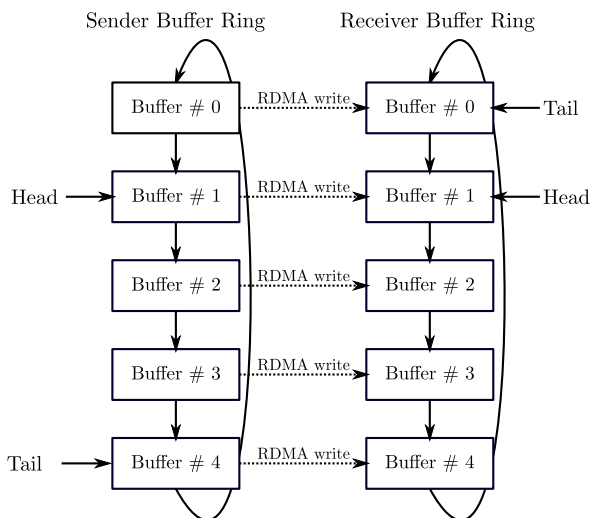 Sender Buffer Ring
Receiver Buffer Ring
Buffer # 0
RDMA write
Buffer # 0
Tail
Head
Buffer # 1
RDMA write
Buffer # 1
Head
Buffer # 2
RDMA write
Buffer # 2
Buffer # 3
RDMA write
Buffer # 3
Tail
Buffer # 4
RDMA write
Buffer # 4